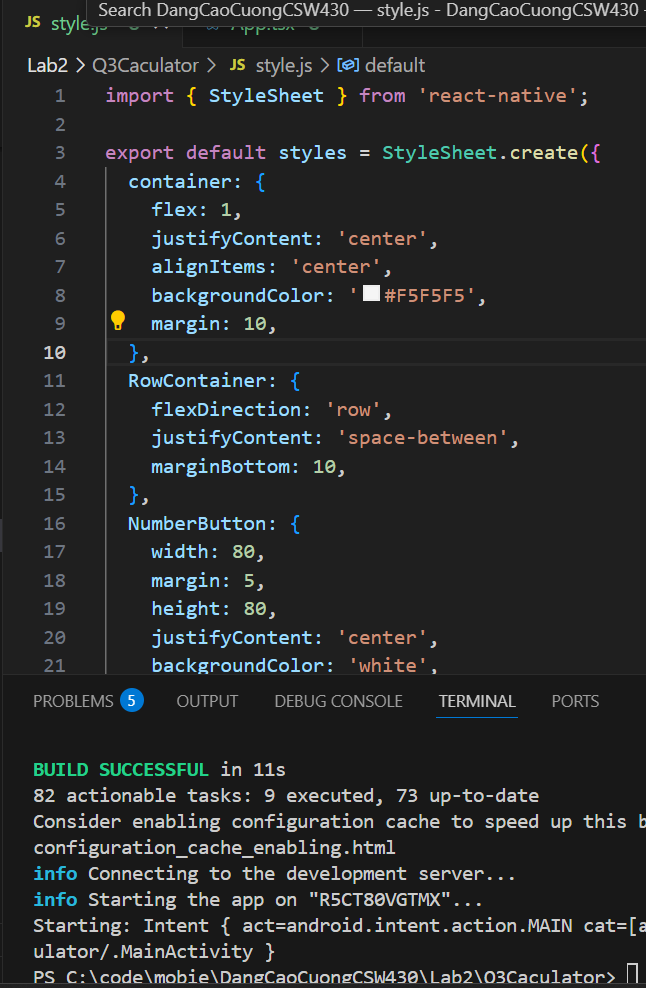 Search DangCaoCuongCSW430 — style.js - DangCaoCuongCSW430
JS style.js App.tsx
Lab2 > Q3Caculator > JS style.js > default
1 import { StyleSheet } from 'react-native';
2
3 export default styles = StyleSheet.create({
4 container: {
5 flex: 1,
6 justifyContent: 'center',
7 alignItems: 'center',
8 backgroundColor: '#F5F5F5',
9 margin: 10,
10 },
11 RowContainer: {
12 flexDirection: 'row',
13 justifyContent: 'space-between',
14 marginBottom: 10,
15 },
16 NumberButton: {
17 width: 80,
18 margin: 5,
19 height: 80,
20 justifyContent: 'center',
21 backgroundColor: 'white',
PROBLEMS 5 OUTPUT DEBUG CONSOLE TERMINAL PORTS
BUILD SUCCESSFUL in 11s
82 actionable tasks: 9 executed, 73 up-to-date
Consider enabling configuration cache to speed up this b
configuration_cache_enabling.html
info Connecting to the development server...
info Starting the app on "R5CT80VGTMX"...
Starting: Intent { act=android.intent.action.MAIN cat=[a
ulator/.MainActivity }
PS C:\code\mobie\DangCaoCuongCSW430\Lab2\Q3Caculator>